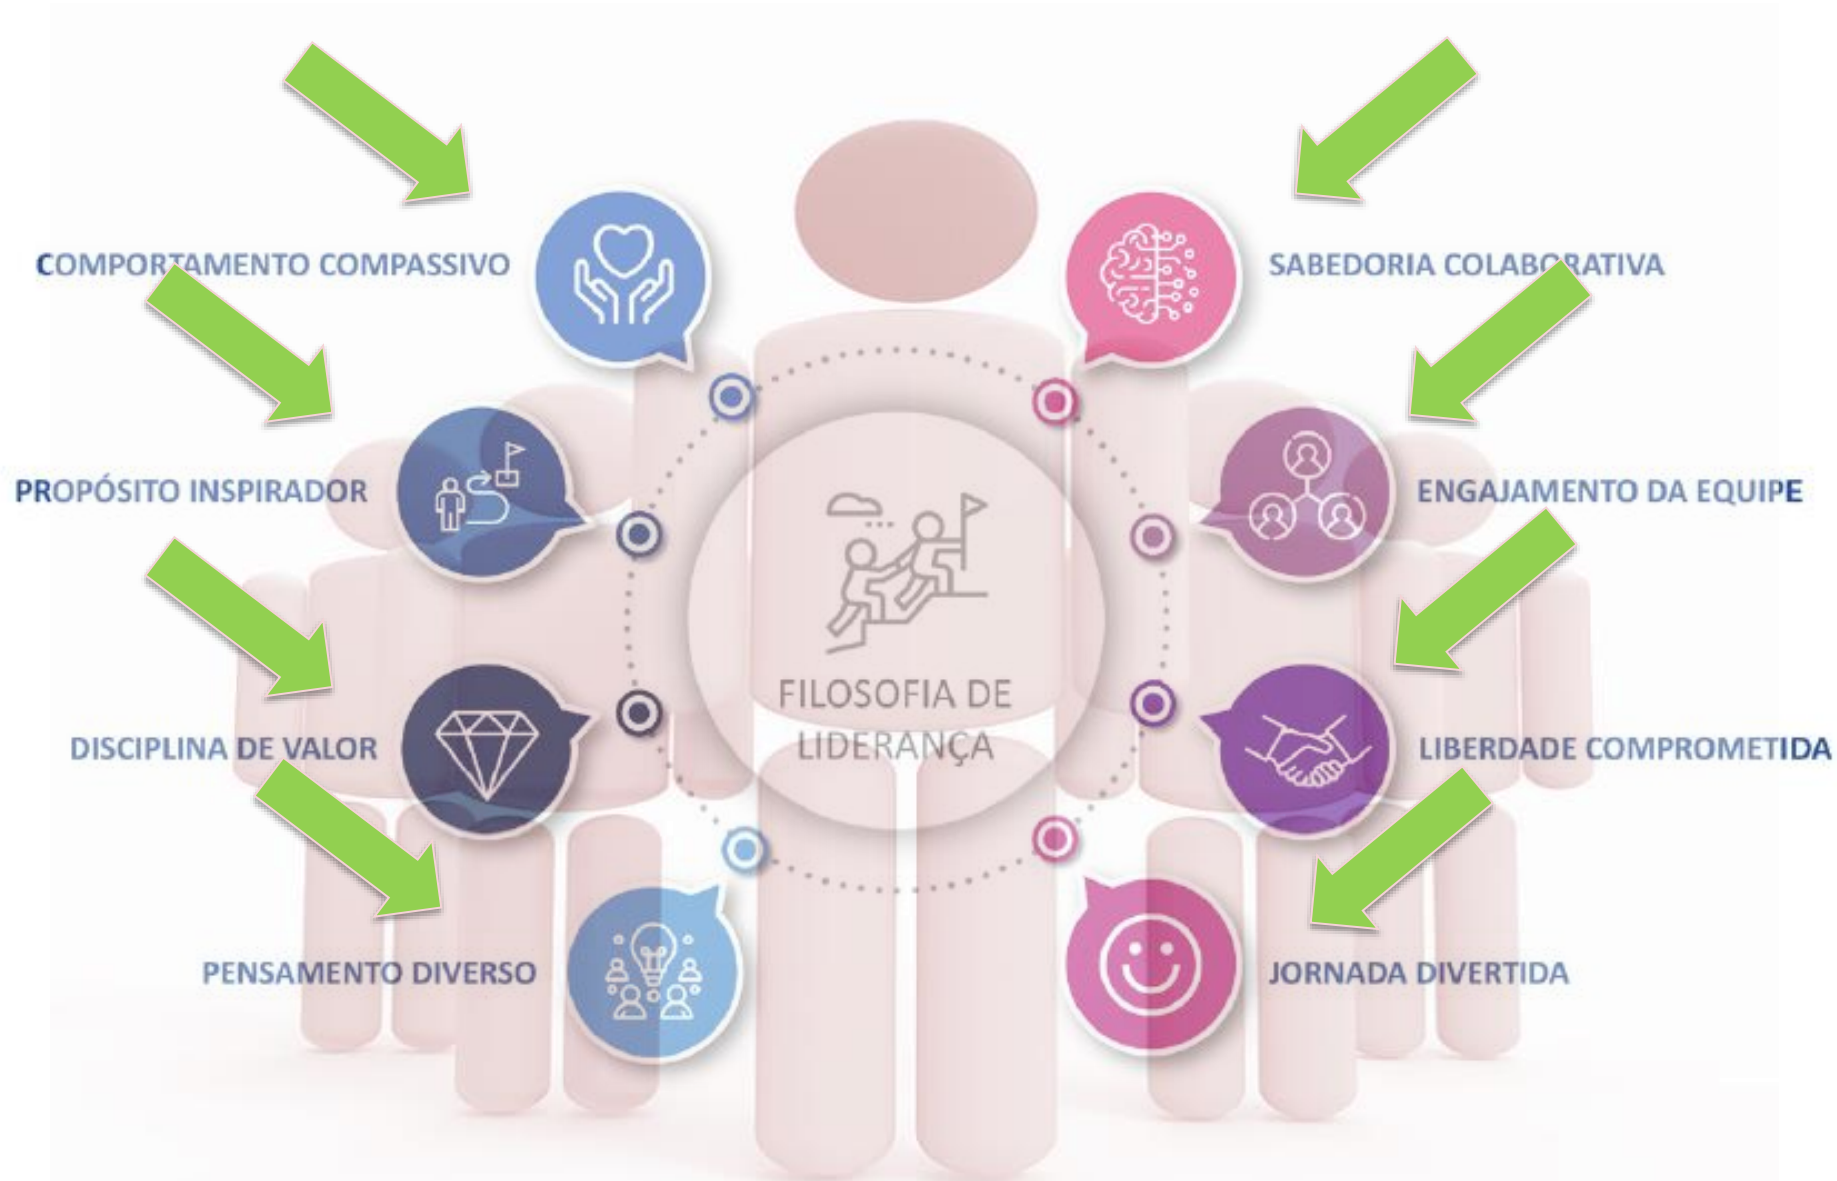 COMPORTAMENTO COMPASSIVO
SABEDORIA COLABORATIVA
PROPÓSITO INSPIRADOR
ENGAJAMENTO DA EQUIPE
FILOSOFIA DE
LIDERANÇA
DISCIPLINA DE VALOR
LIBERDADE COMPROMETIDA
PENSAMENTO DIVERSO
JORNADA DIVERTIDA